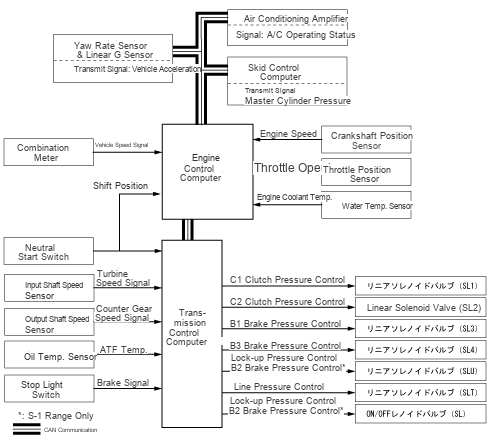 Air Conditioning Amplifier
Signal: A/C Operating Status
Yaw Rate Sensor
& Linear G Sensor
Transmit Signal: Vehicle Acceleration
Skid Control
Computer
Transmit Signal
Master Cylinder Pressure
Engine Speed
Crankshaft Position
Sensor
Combination
Meter
Vehicle Speed Signal
Engine
Control
Computer
Throttle Ope
Throttle Position
Sensor
Shift Position
Engine Coolant Temp.
Water Temp. Sensor
Neutral
Start Switch
Turbine
Speed Signal
Input Shaft Speed
Sensor
Counter Gear
Speed Signal
Output Shaft Speed
Sensor
Trans-
mission
Control
Computer
ATF Temp.
Oil Temp. Sensor
Brake Signal
Stop Light
Switch
C1 Clutch Pressure Control
リニアソレノイドバルブ (SL1)
C2 Clutch Pressure Control
Linear Solenoid Valve (SL2)
B1 Brake Pressure Control
リニアソレノイドバルブ (SL3)
B3 Brake Pressure Control
リニアソレノイドバルブ (SL4)
Lock-up Pressure Control
B2 Brake Pressure Control*
リニアソレノイドバルブ (SLU)
Line Pressure Control
リニアソレノイドバルブ (SLT)
Lock-up Pressure Control
B2 Brake Pressure Control*
ON/OFFレノイドバルブ (SL)
*: S-1 Range Only
CAN Communication